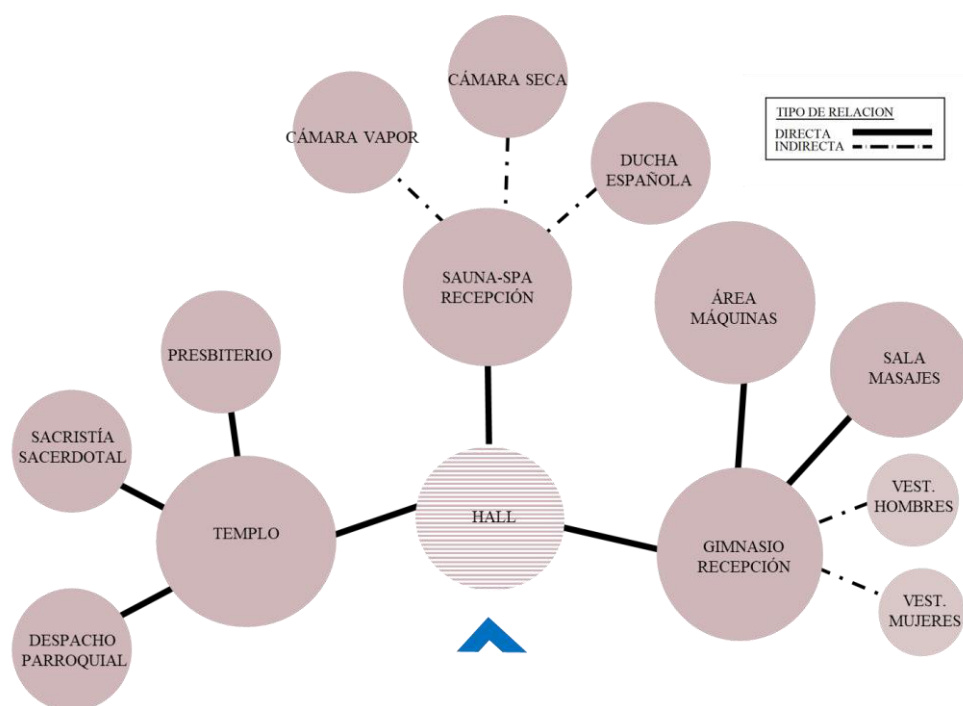 CÁMARA SECA
CÁMARA VAPOR
DUCHA
ESPAÑOLA
TIPO DE RELACION
DIRECTA
INDIRECTA
SAUNA-SPA
RECEPCIÓN
ÁREA
MÁQUINAS
SALA
MASAJES
PRESBITERIO
SACRISTÍA
SACERDOTAL
TEMPLO
HALL
GIMNASIO
RECEPCIÓN
VEST.
HOMBRES
VEST.
MUJERES
DESPACHO
PARROQUIAL